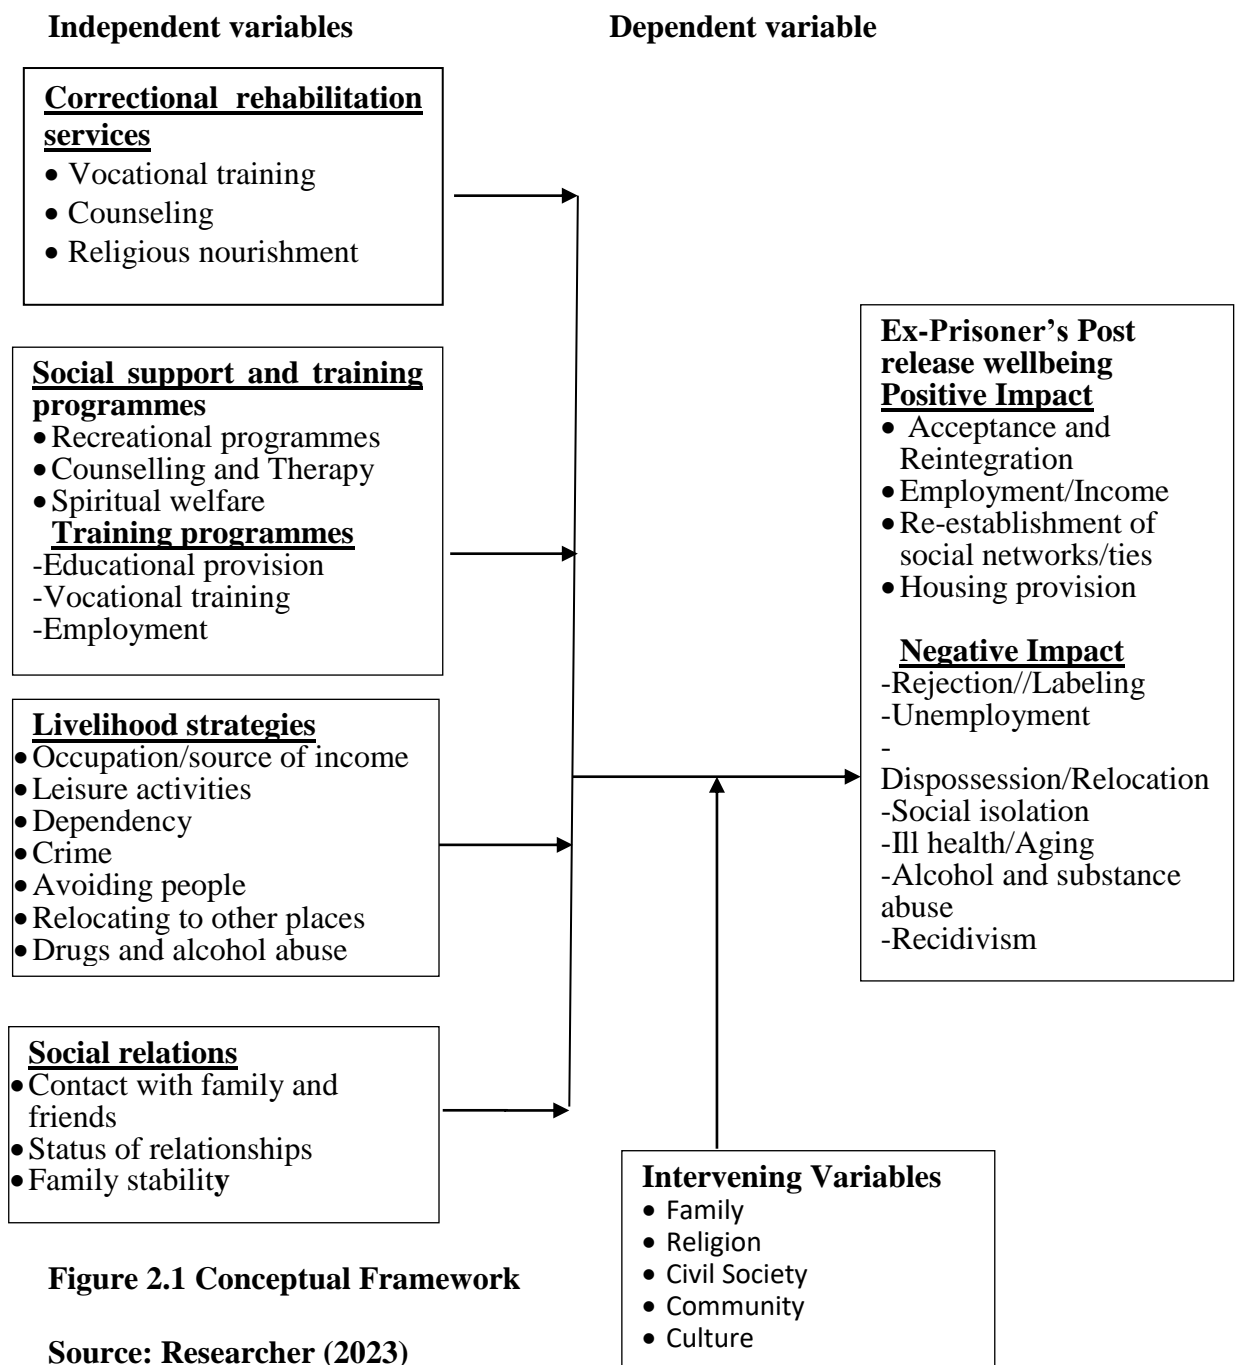 Independent variables
Dependent variable
Correctional rehabilitation
services
• Vocational training
• Counseling
• Religious nourishment
Social support and training
programmes
• Recreational programmes
• Counselling and Therapy
• Spiritual welfare
Training programmes
-Educational provision
-Vocational training
-Employment
Livelihood strategies
• Occupation/source of income
• Leisure activities
• Dependency
• Crime
• Avoiding people
• Relocating to other places
• Drugs and alcohol abuse
Social relations
• Contact with family and
friends
• Status of relationships
• Family stability
Ex-Prisoner’s Post
release wellbeing
Positive Impact
• Acceptance and
Reintegration
• Employment/Income
• Re-establishment of
social networks/ties
• Housing provision
Negative Impact
-Rejection//Labeling
-Unemployment
-
Dispossession/Relocation
-Social isolation
-Ill health/Aging
-Alcohol and substance
abuse
-Recidivism
Intervening Variables
• Family
• Religion
• Civil Society
• Community
• Culture
Figure 2.1 Conceptual Framework
Source: Researcher (2023)